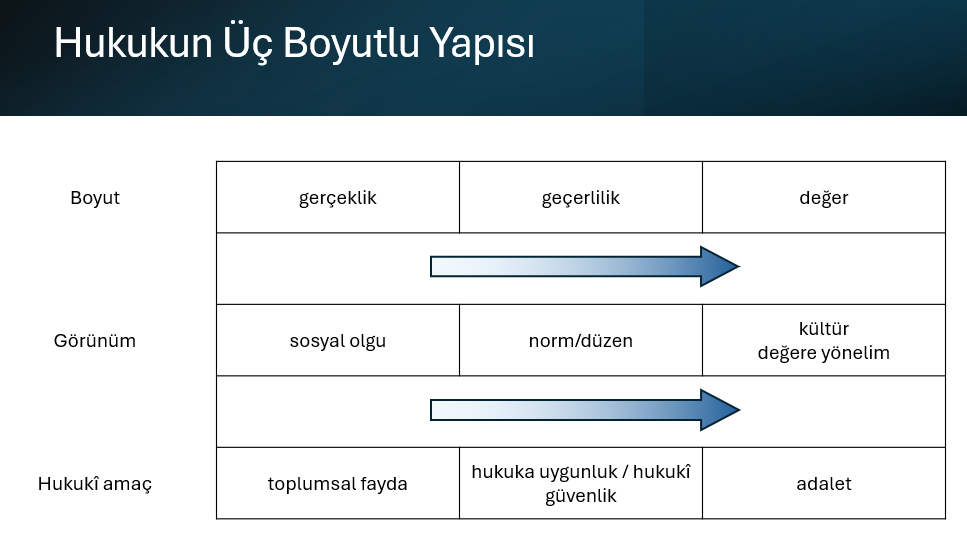 Hukukun Üç Boyutlu Yapısı
Boyut
gerçeklik
geçerlilik
değer
Görünüm
sosyal olgu
norm/düzen
kültür
değere yönelim
Hukukî amaç
toplumsal fayda
hukuka uygunluk / hukukî
güvenlik
adalet